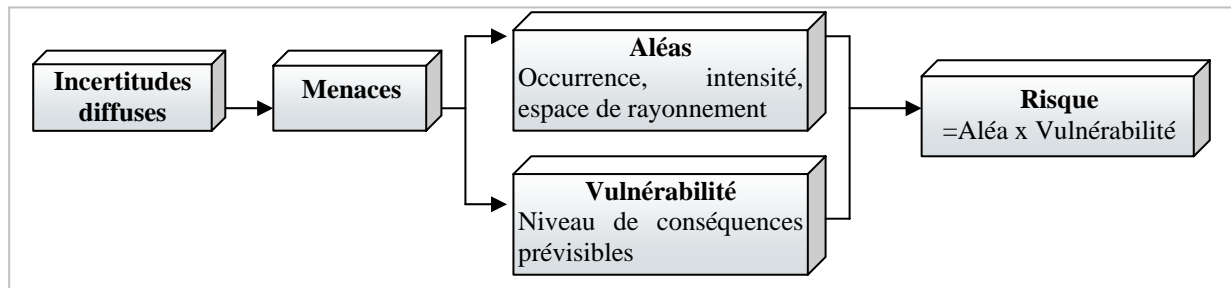 Incertitudes
diffuses
Menaces
Aléas
Occurrence, intensité,
espace de rayonnement
Vulnérabilité
Niveau de conséquences
prévisibles
Risque
=Aléa x Vulnérabilité